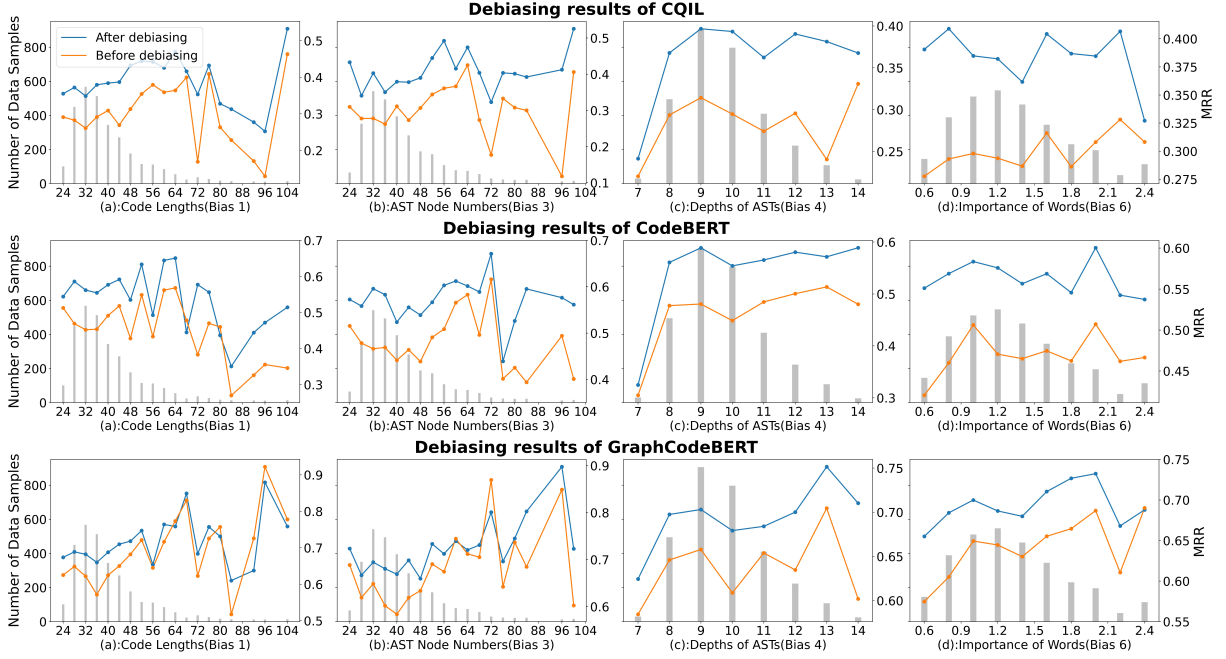 Debiasing results of CQIL
After debiasing
Before debiasing
Number of Data Samples
800
600
400
200
0
24 32 40 48 56 64 72 80 88 96 104
0.5
0.4
0.3
0.2
(a):Code Lengths(Bias 1)
24 32 40 48 56 64 72 80 88 96 104
0.5
0.4
0.3
0.2
0.1
(b):AST Node Numbers(Bias 3)
7 8 9 10 11 12 13 14
0.40
0.35
0.30
0.25
(c):Depths of ASTs(Bias 4)
0.6 0.9 1.2 1.5 1.8 2.1 2.4
0.400
0.375
0.350
0.325
0.300
0.275
MRR
(d):Importance of Words(Bias 6)
Debiasing results of CodeBERT
Number of Data Samples
800
600
400
200
0
24 32 40 48 56 64 72 80 88 96 104
0.7
0.6
0.5
0.4
0.3
(a):Code Lengths(Bias 1)
24 32 40 48 56 64 72 80 88 96 104
0.7
0.6
0.5
0.4
(b):AST Node Numbers(Bias 3)
7 8 9 10 11 12 13 14
0.6
0.5
0.4
0.3
(c):Depths of ASTs(Bias 4)
0.6 0.9 1.2 1.5 1.8 2.1 2.4
0.60
0.55
0.50
0.45
MRR
(d):Importance of Words(Bias 6)
Debiasing results of GraphCodeBERT
Number of Data Samples
800
600
400
200
0
24 32 40 48 56 64 72 80 88 96 104
0.9
0.8
0.7
0.6
0.5
(a):Code Lengths(Bias 1)
24 32 40 48 56 64 72 80 88 96 104
0.9
0.8
0.7
0.6
(b):AST Node Numbers(Bias 3)
7 8 9 10 11 12 13 14
0.75
0.70
0.65
0.60
(c):Depths of ASTs(Bias 4)
0.6 0.9 1.2 1.5 1.8 2.1 2.4
0.75
0.70
0.65
0.60
0.55
MRR
(d):Importance of Words(Bias 6)